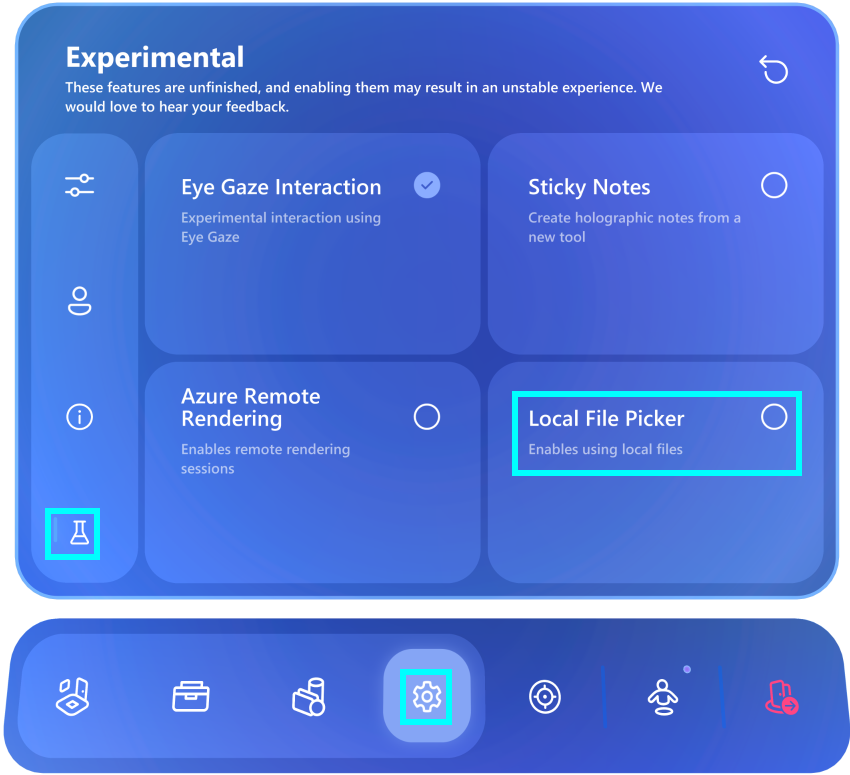 Experimental
These features are unfinished, and enabling them may result in an unstable experience. We
would love to hear your feedback.
Eye Gaze Interaction
Experimental interaction using
Eye Gaze
Sticky Notes
Create holographic notes from a
new tool
Azure Remote
Rendering
Enables remote rendering
sessions
Local File Picker
Enables using local files